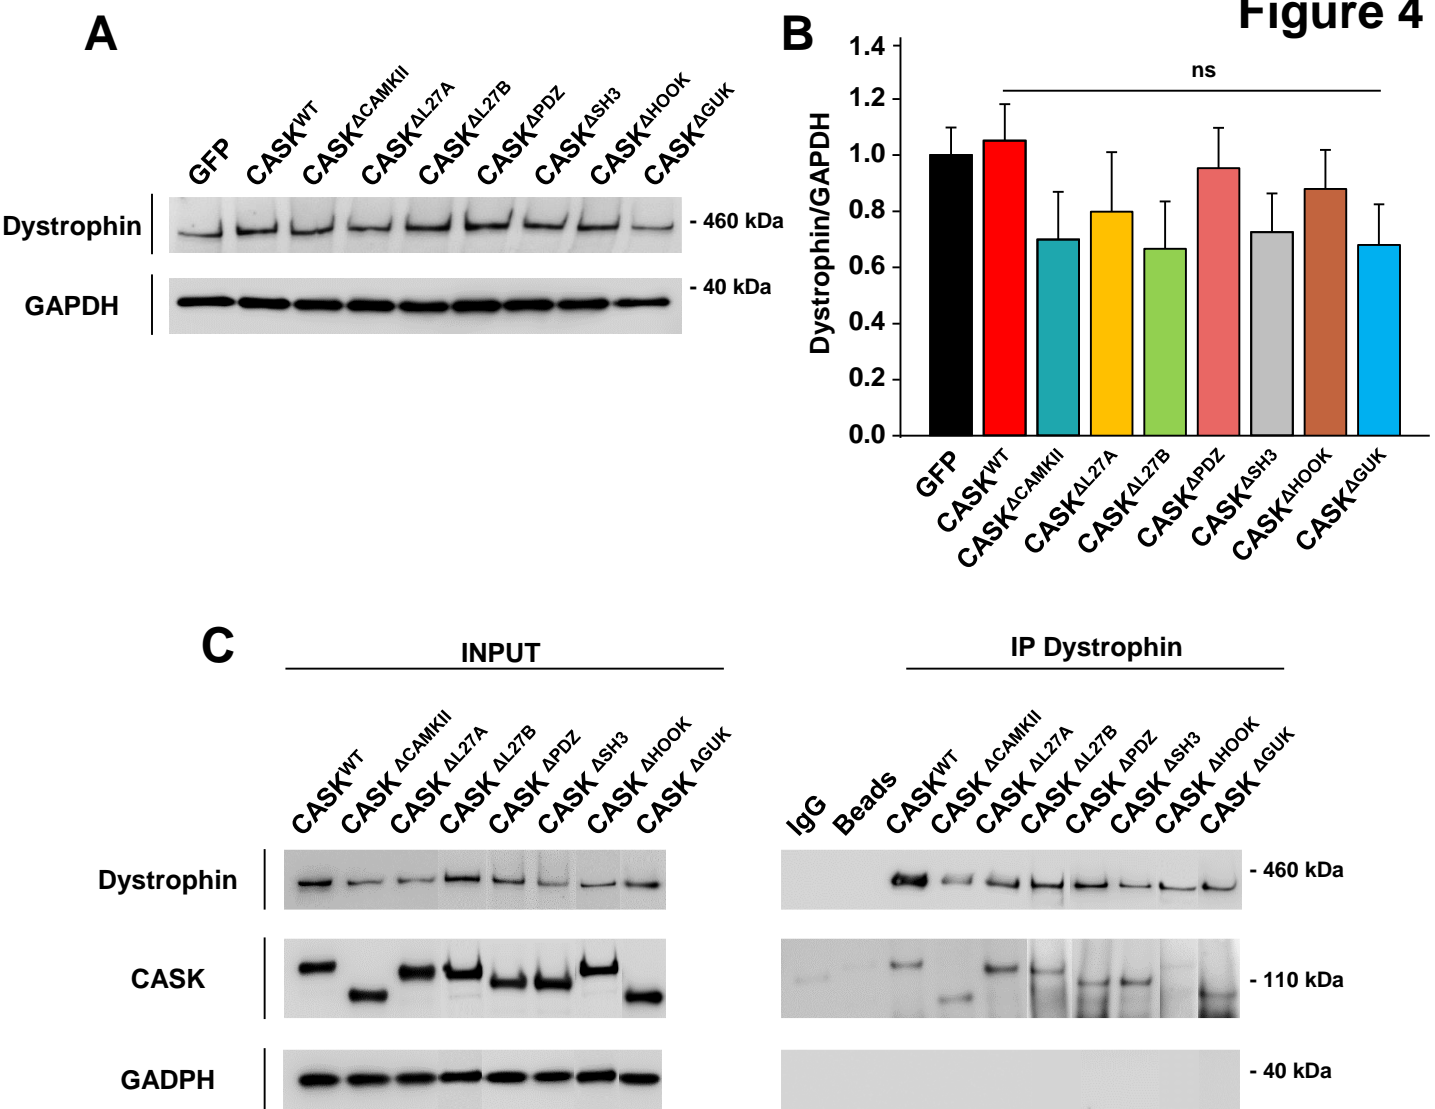 Figure 4
A
GFP
CASKWT
CASKΔCAMKII
CASKΔL27A
CASKΔL27B
CASKΔPDZ
CASKΔSH3
CASKΔHOOK
CASKΔGUK
Dystrophin
- 460 kDa
GAPDH
- 40 kDa
B
Dystrophin/GAPDH
1.4
1.2
1.0
0.8
0.6
0.4
0.2
0.0
ns
GFP
CASKWT
CASKΔCAMKII
CASKΔL27A
CASKΔL27B
CASKΔPDZ
CASKΔSH3
CASKΔHOOK
CASKΔGUK
C
INPUT
CASKWT
CASK ΔCAMKII
CASK ΔL27A
CASK ΔL27B
CASK ΔPDZ
CASK ΔSH3
CASK ΔHOOK
CASK ΔGUK
IP Dystrophin
IgG
Beads
CASKWT
CASK ΔCAMKII
CASK ΔL27A
CASK ΔL27B
CASK ΔPDZ
CASK ΔSH3
CASK ΔHOOK
CASK ΔGUK
Dystrophin
- 460 kDa
CASK
- 110 kDa
GADPH
- 40 kDa